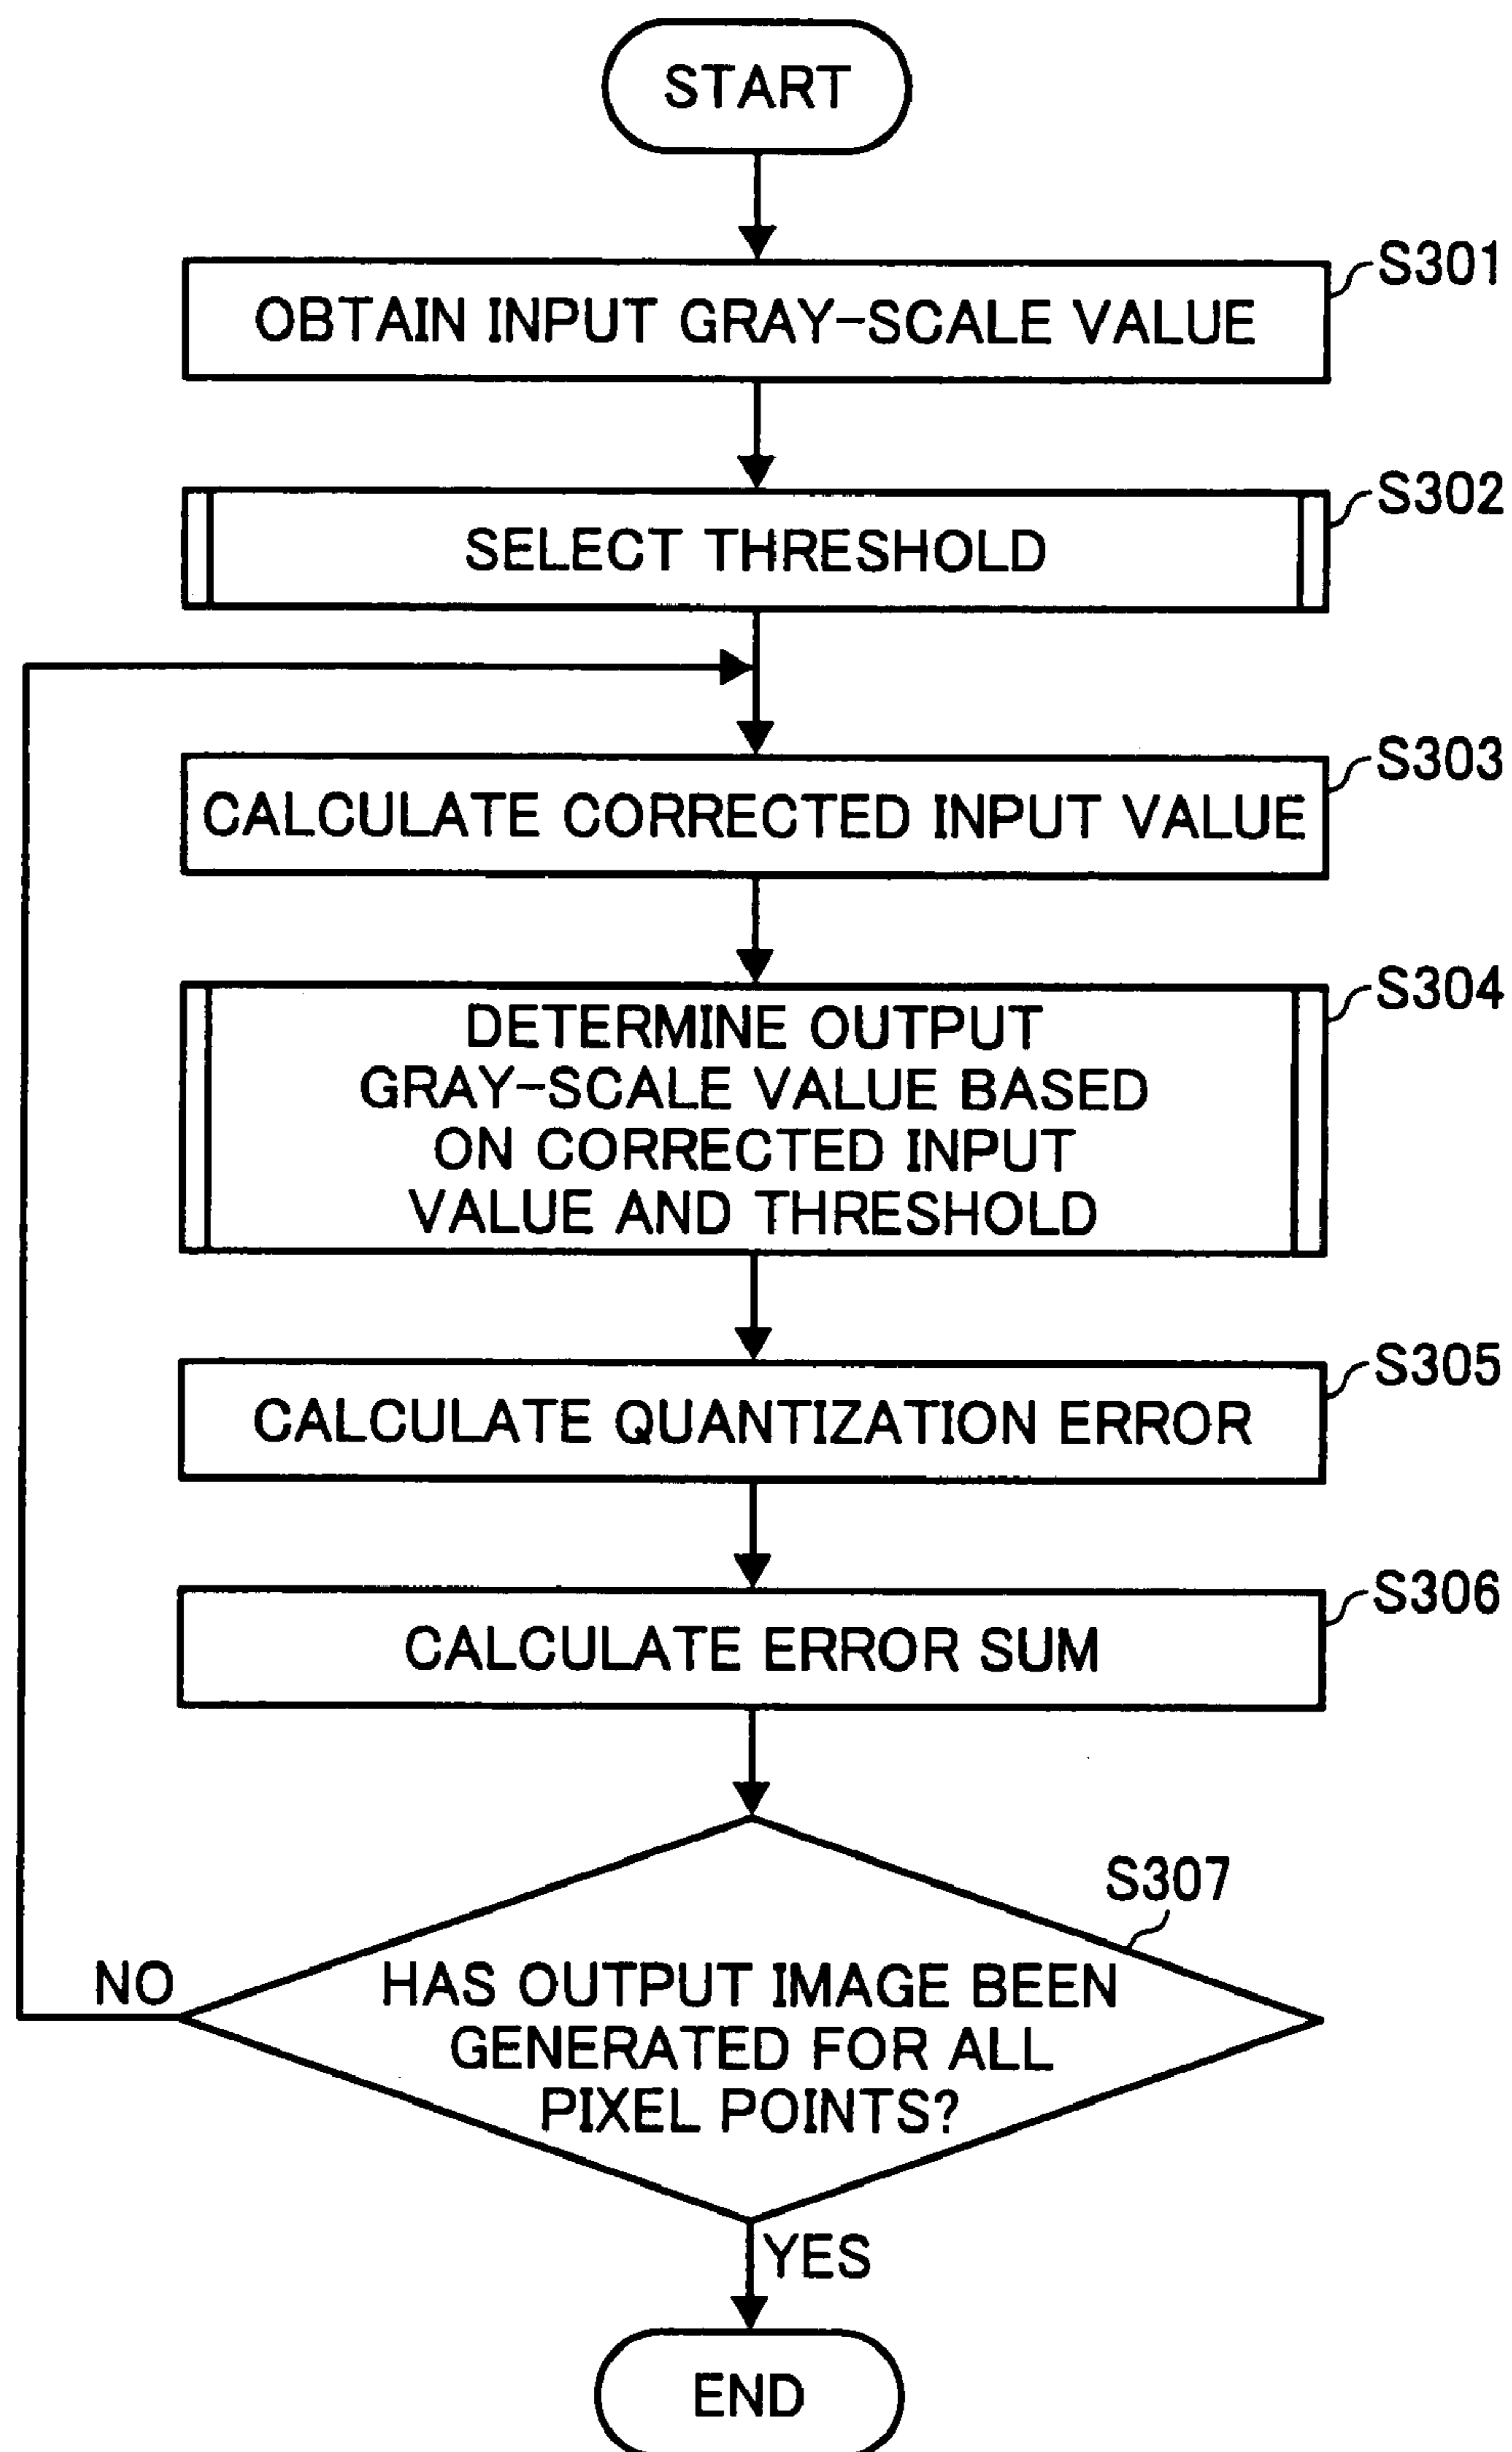 START
S301
OBTAIN INPUT GRAY-SCALE VALUE
S302
SELECT THRESHOLD
S303
CALCULATE CORRECTED INPUT VALUE
S304
DETERMINE OUTPUT
GRAY-SCALE VALUE BASED
ON CORRECTED INPUT
VALUE AND THRESHOLD
S305
CALCULATE QUANTIZATION ERROR
S306
CALCULATE ERROR SUM
S307
NO
HAS OUTPUT IMAGE BEEN
GENERATED FOR ALL
PIXEL POINTS?
YES
END